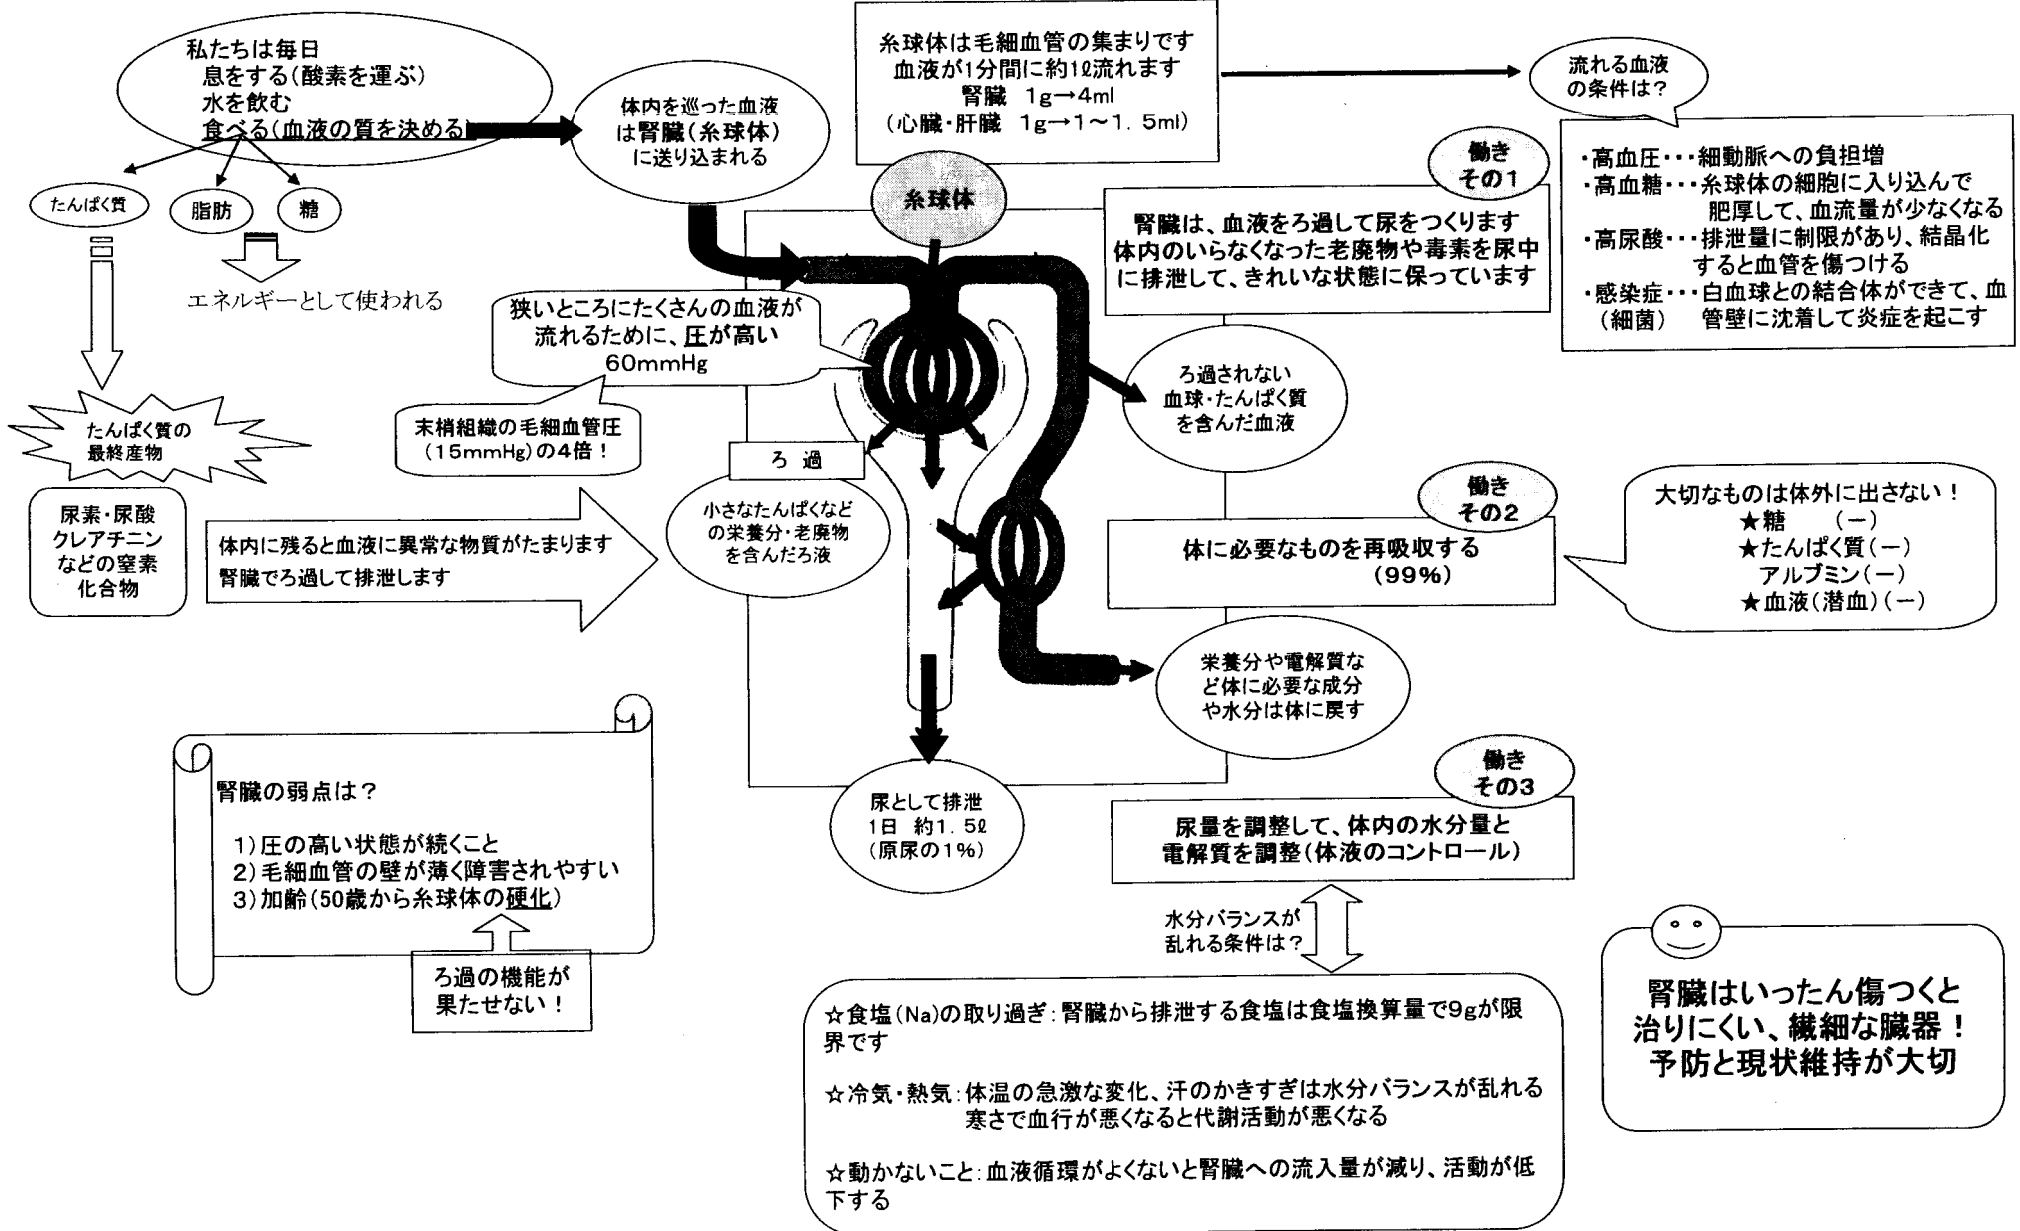 私たちは毎日
息をする(酸素を運ぶ)
水を飲む
食べる(血液の質を決める)
たんぱく質
脂肪
糖
エネルギーとして使われる
たんぱく質の
最終産物
尿素・尿酸
クレアチニン
などの窒素
化合物
体内に残ると血液に異常な物質がたまります
腎臓でろ過して排泄します
体内を巡った血液
は腎臓(糸球体)
に送り込まれる
糸球体は毛細血管の集まりです
血液が1分間に約1ℓ流れます
腎臓 1g→4ml
(心臓・肝臓 1g→1～1.5ml)
流れる血液
の条件は?
・高血圧・・・細動脈への負担増
・高血糖・・・糸球体の細胞に入り込んで
肥厚して、血流量が少なくなる
・高尿酸・・・排泄量に制限があり、結晶化
すると血管を傷つける
・感染症・・・白血球との結合体ができて、血
(細菌) 管壁に沈着して炎症を起こす
糸球体
働き
その1
腎臓は、血液をろ過して尿をつくります
体内のいらなくなった老廃物や毒素を尿中
に排泄して、きれいな状態に保っています
狭いところにたくさんの血液が
流れるために、圧が高い
60mmHg
末梢組織の毛細血管圧
(15mmHg)の4倍!
ろ過
小さなたんぱくなど
の栄養分・老廃物
を含んだろ液
ろ過されない
血球・たんぱく質
を含んだ血液
働き
その2
体に必要なものを再吸収する
(99%)
大切なものは体外に出さない!
★糖 (－)
★たんぱく質(－)
アルブミン(－)
★血液(潜血)(－)
栄養分や電解質な
ど体に必要な成分
や水分は体に戻す
尿として排泄
1日 約1.5ℓ
(原尿の1%)
働き
その3
尿量を調整して、体内の水分量と
電解質を調整(体液のコントロール)
水分バランスが
乱れる条件は?
☆食塩(Na)の取り過ぎ:腎臓から排泄する食塩は食塩換算量で9gが限
界です
☆冷気・熱気:体温の急激な変化、汗のかきすぎは水分バランスが乱れる
寒さで血行が悪くなると代謝活動が悪くなる
☆動かないこと:血液循環がよくないと腎臓への流入量が減り、活動が低
下する
腎臓の弱点は?
1)圧の高い状態が続くこと
2)毛細血管の壁が薄く障害されやすい
3)加齢(50歳から糸球体の硬化)
ろ過の機能が
果たせない!
腎臓はいったん傷つくと
治りにくい、繊細な臓器!
予防と現状維持が大切